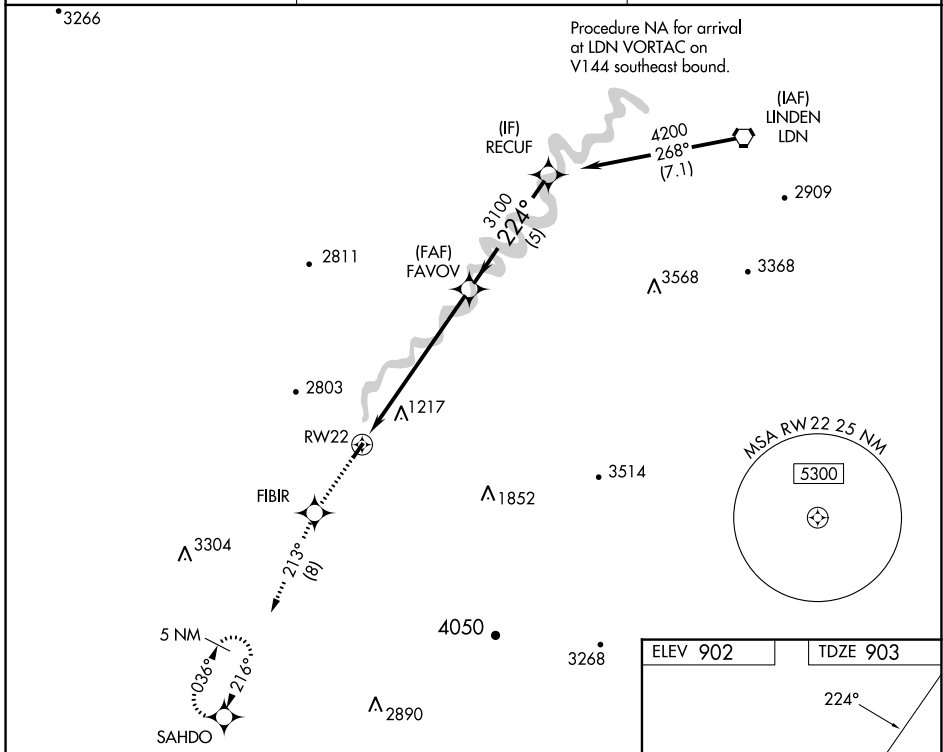 3266
Procedure NA for arrival
at LDN VORTAC on
V144 southeast bound.
(IAF)
LINDEN
LDN
(IF)
RECUF
4200
268°
(7.1)
2909
3100
224°
(5)
2811
(FAF)
FAVOV
3568
3368
2803
1217
RW22
MSA RW 22 25 NM
5300
3514
1852
FIBIR
3304
213°
(8)
4050
3268
5 NM
036°
216°
2890
SAHDO
ELEV 902
TDZE 903
224°